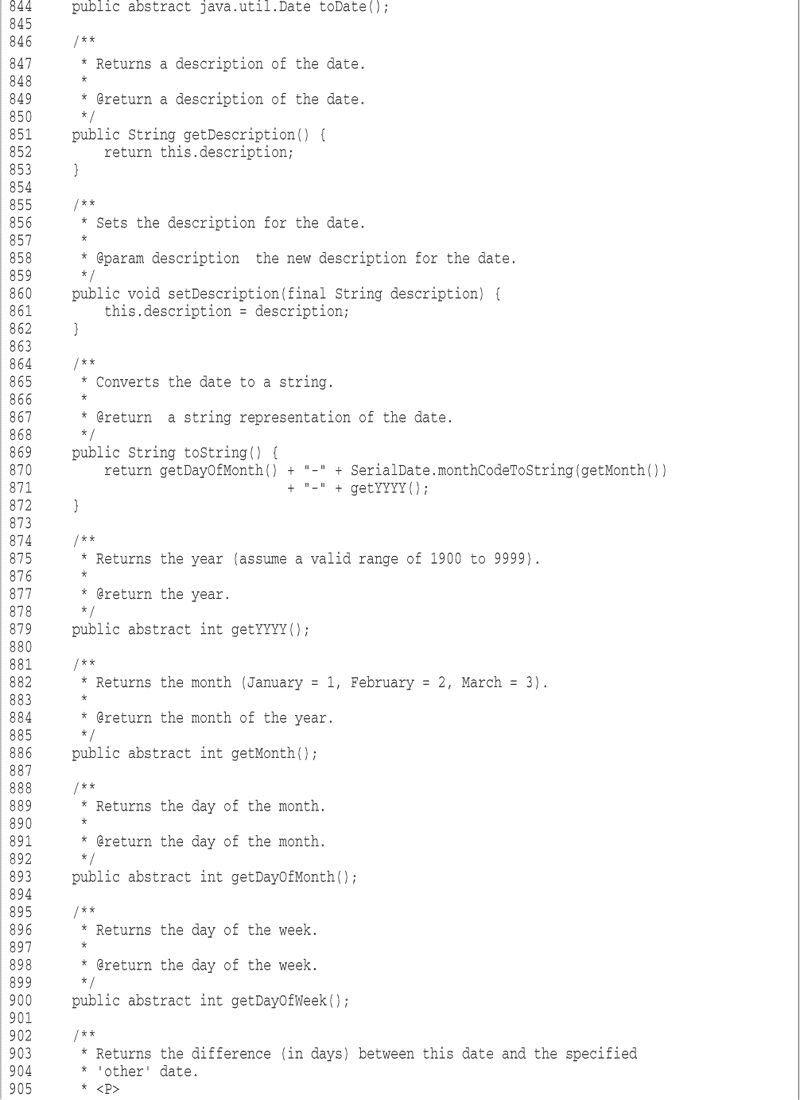 844     public abstract java.util.Date toDate();
845
846     /**
847      * Returns a description of the date.
848      *
849      * @return a description of the date.
850      */
851     public String getDescription() {
852         return this.description;
853     }
854
855     /**
856      * Sets the description for the date.
857      *
858      * @param description  the new description for the date.
859      */
860     public void setDescription(final String description) {
861         this.description = description;
862     }
863
864     /**
865      * Converts the date to a string.
866      *
867      * @return  a string representation of the date.
868      */
869     public String toString() {
870         return getDayOfMonth() + "-" + SerialDate.monthCodeToString(getMonth())
871                                + "-" + getYYYY();
872     }
873
874     /**
875      * Returns the year (assume a valid range of 1900 to 9999).
876      *
877      * @return the year.
878      */
879     public abstract int getYYYY();
880
881     /**
882      * Returns the month (January = 1, February = 2, March = 3).
883      *
884      * @return the month of the year.
885      */
886     public abstract int getMonth();
887
888     /**
889      * Returns the day of the month.
890      *
891      * @return the day of the month.
892      */
893     public abstract int getDayOfMonth();
894
895     /**
896      * Returns the day of the week.
897      *
898      * @return the day of the week.
899      */
900     public abstract int getDayOfWeek();
901
902     /**
903      * Returns the difference (in days) between this date and the specified
904      * 'other' date.
905      * <P>